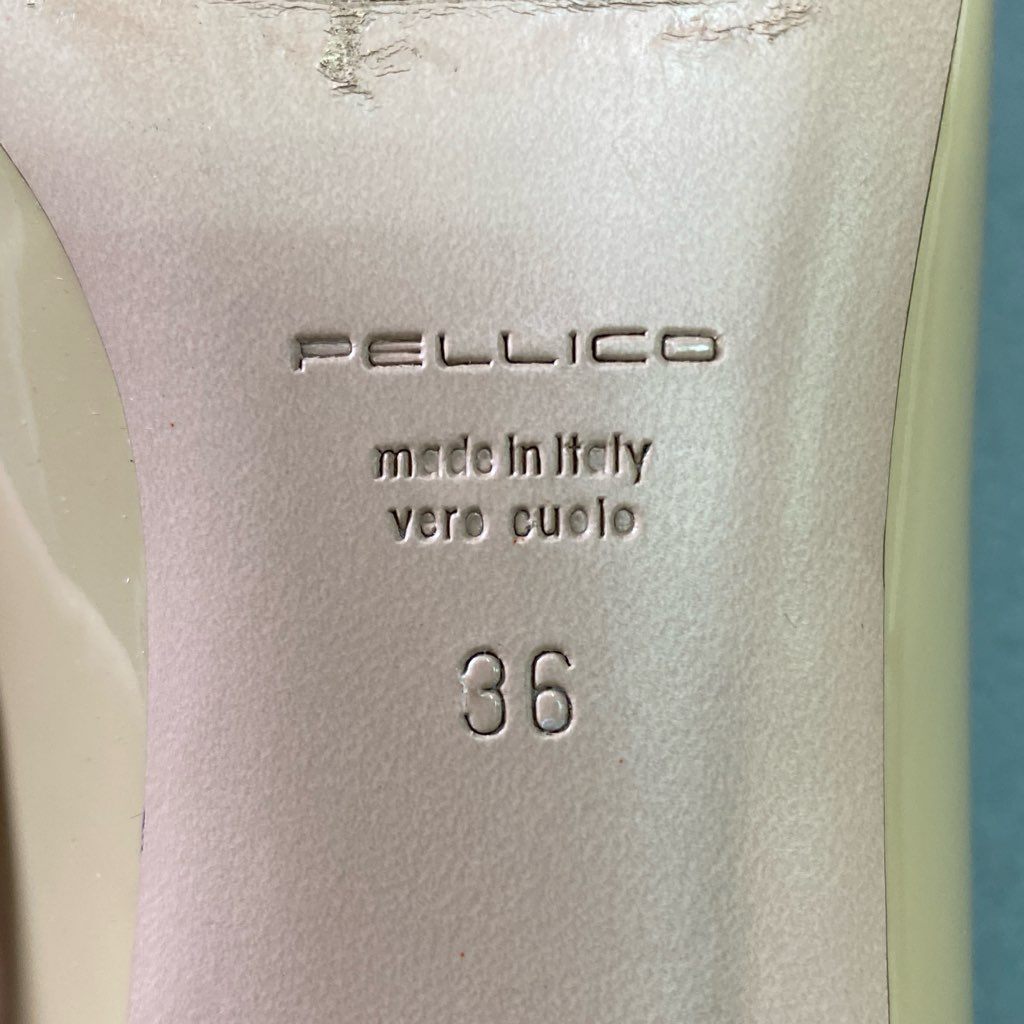 PELLICO
made in Italy
vero cuoio
36